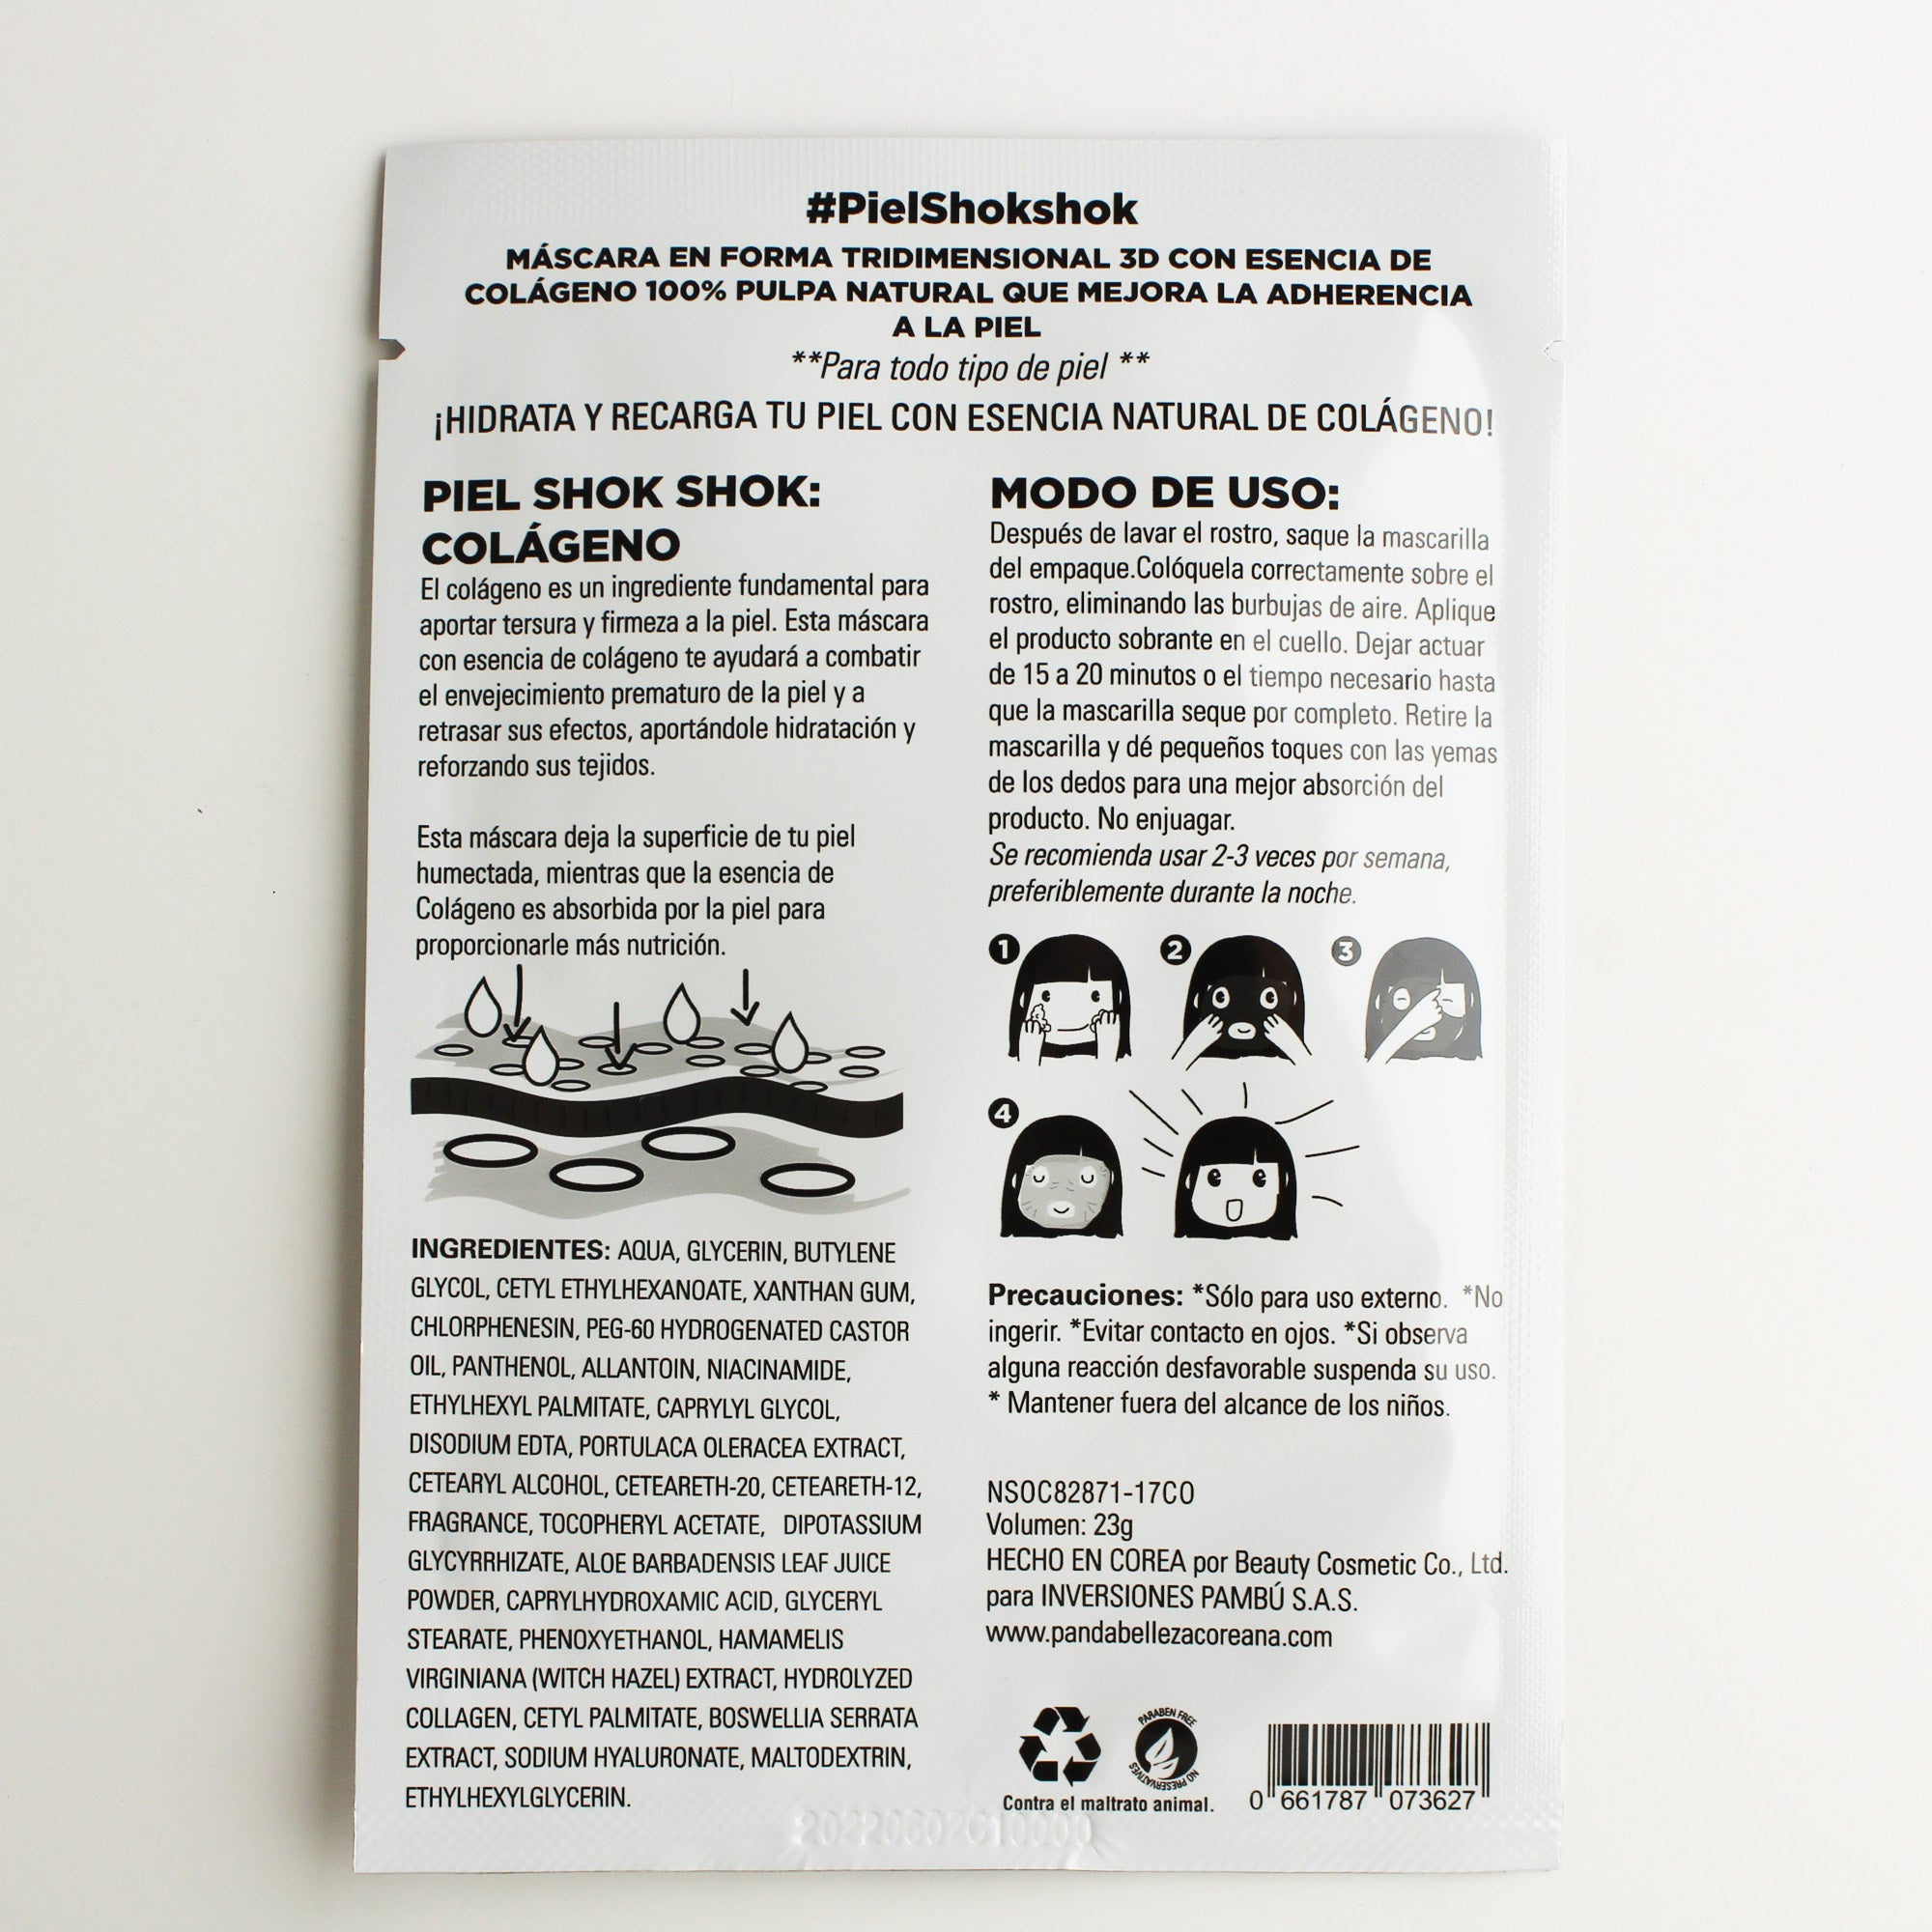 #PielShokshok
MÁSCARA EN FORMA TRIDIMENSIONAL 3D CON ESENCIA DE
COLÁGENO 100% PULPA NATURAL QUE MEJORA LA ADHERENCIA
A LA PIEL
**Para todo tipo de piel **
¡HIDRATA Y RECARGA TU PIEL CON ESENCIA NATURAL DE COLÁGENO!
PIEL SHOK SHOK:
COLÁGENO
El colágeno es un ingrediente fundamental para
aportar tersura y firmeza a la piel. Esta máscara
con esencia de colágeno te ayudará a combatir
el envejecimiento prematuro de la piel y a
retrasar sus efectos, aportándole hidratación y
reforzando sus tejidos.
Esta máscara deja la superficie de tu piel
humectada, mientras que la esencia de
Colágeno es absorbida por la piel para
proporcionarle más nutrición.
INGREDIENTES: AQUA, GLYCERIN, BUTYLENE
GLYCOL, CETYL ETHYLHEXANOATE, XANTHAN GUM,
CHLORPHENESIN, PEG-60 HYDROGENATED CASTOR
OIL, PANTHENOL, ALLANTOIN, NIACINAMIDE,
ETHYLHEXYL PALMITATE, CAPRYLYL GLYCOL,
DISODIUM EDTA, PORTULACA OLERACEA EXTRACT,
CETEARYL ALCOHOL, CETEARETH-20, CETEARETH-12,
FRAGRANCE, TOCOPHERYL ACETATE, DIPOTASSIUM
GLYCYRRHIZATE, ALOE BARBADENSIS LEAF JUICE
POWDER, CAPRYLHYDROXAMIC ACID, GLYCERYL
STEARATE, PHENOXYETHANOL, HAMAMELIS
VIRGINIANA (WITCH HAZEL) EXTRACT, HYDROLYZED
COLLAGEN, CETYL PALMITATE, BOSWELLIA SERRATA
EXTRACT, SODIUM HYALURONATE, MALTODEXTRIN,
ETHYLHEXYLGLYCERIN.
MODO DE USO:
Después de lavar el rostro, saque la mascarilla
del empaque.Colóquela correctamente sobre el
rostro, eliminando las burbujas de aire. Aplique
el producto sobrante en el cuello. Dejar actuar
de 15 a 20 minutos o el tiempo necesario hasta
que la mascarilla seque por completo. Retire la
mascarilla y dé pequeños toques con las yemas
de los dedos para una mejor absorción del
producto. No enjuagar.
Se recomienda usar 2-3 veces por semana,
preferiblemente durante la noche.
1 2 3
4
Precauciones: *Sólo para uso externo. *No
ingerir. *Evitar contacto en ojos. *Si observa
alguna reacción desfavorable suspenda su uso.
* Mantener fuera del alcance de los niños.
NSOC82871-17CO
Volumen: 23g
HECHO EN COREA por Beauty Cosmetic Co., Ltd.
para INVERSIONES PAMBÚ S.A.S.
www.pandabellezacoreana.com
PARABEN FREE
NO PRESERVATIVES
Contra el maltrato animal.
0 661787 073627